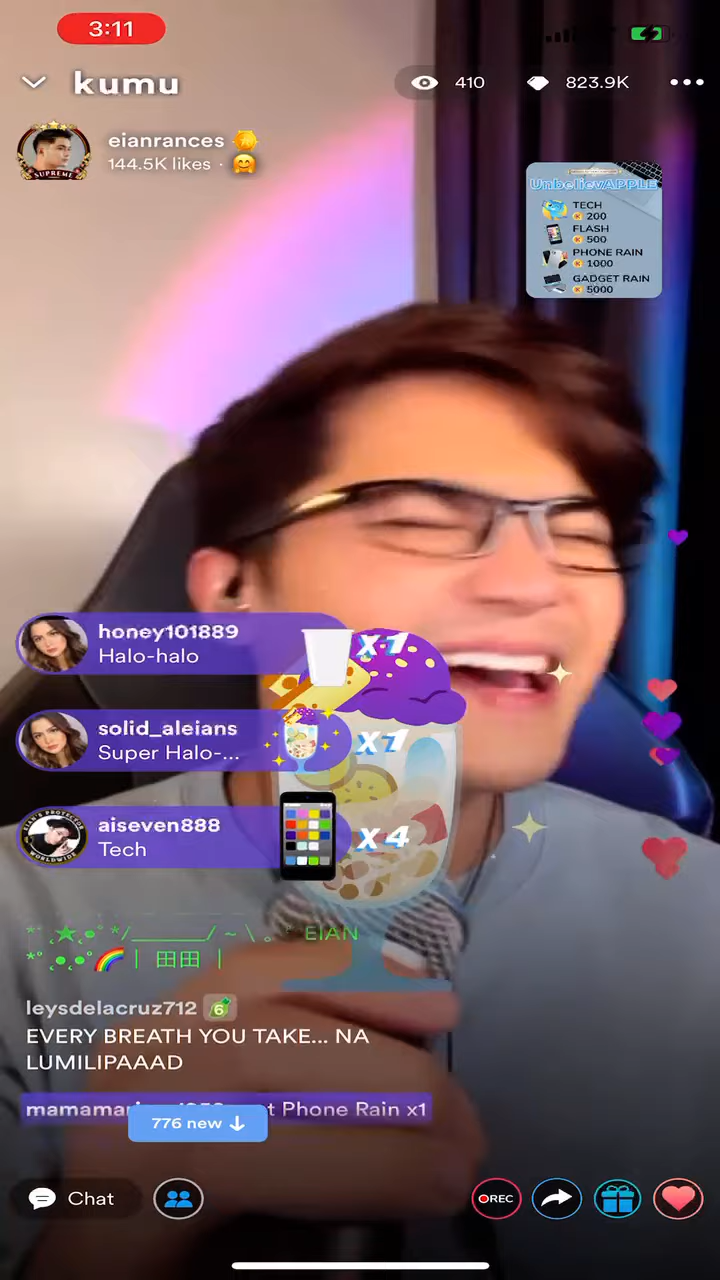 3:11
kumu
410
823.9K
eianrances
144.5K likes ·
SUPREME
UnbelievAPPLE
TECH
200
FLASH
500
PHONE RAIN
1000
GADGET RAIN
5000
honey101889
Halo-halo
x1
solid_aleians
Super Halo-...
x1
aiseven888
Tech
x4
EIAN
田田
leysdelacruz712 6
EVERY BREATH YOU TAKE... NA
LUMILIPAAAD
t Phone Rain x1
776 new
Chat
REC